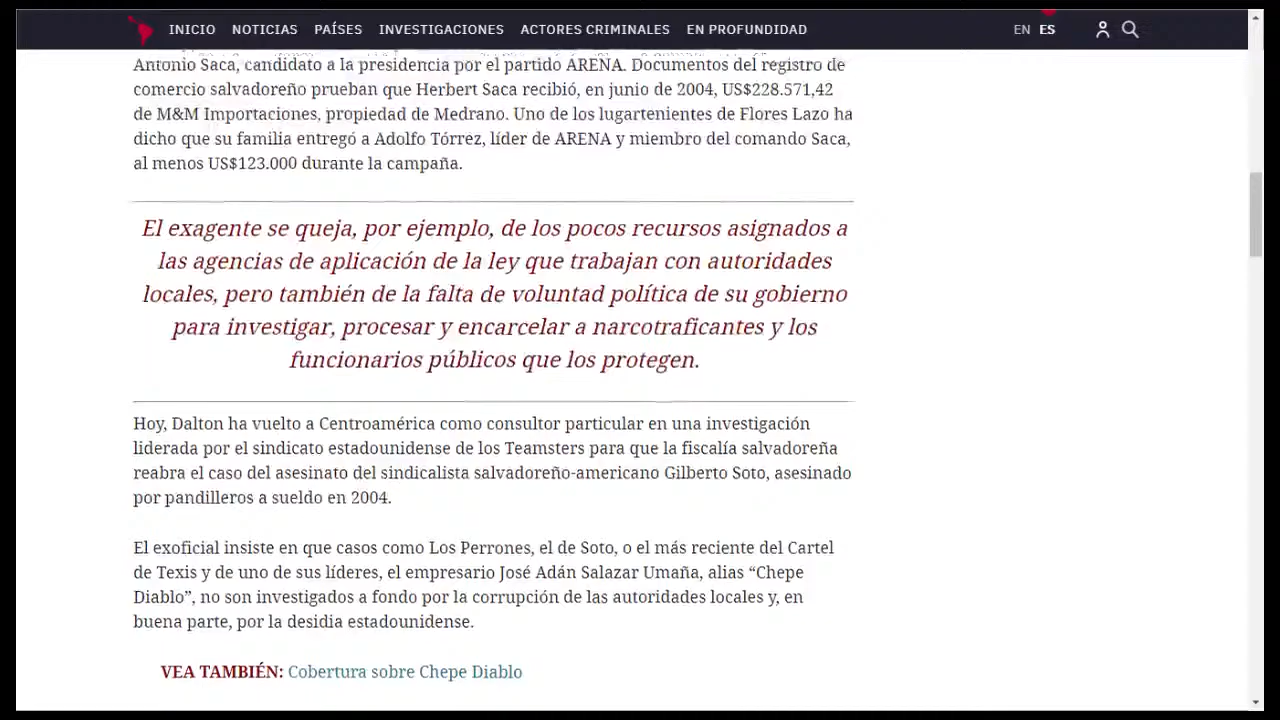 INICIO NOTICIAS PAÍSES INVESTIGACIONES ACTORES CRIMINALES EN PROFUNDIDAD EN ES
Antonio Saca, candidato a la presidencia por el partido ARENA. Documentos del registro de
comercio salvadoreño prueban que Herbert Saca recibió, en junio de 2004, US$228.571,42
de M&M Importaciones, propiedad de Medrano. Uno de los lugartenientes de Flores Lazo ha
dicho que su familia entregó a Adolfo Tórrez, líder de ARENA y miembro del comando Saca,
al menos US$123.000 durante la campaña.
El exagente se queja, por ejemplo, de los pocos recursos asignados a
las agencias de aplicación de la ley que trabajan con autoridades
locales, pero también de la falta de voluntad política de su gobierno
para investigar, procesar y encarcelar a narcotraficantes y los
funcionarios públicos que los protegen.
Hoy, Dalton ha vuelto a Centroamérica como consultor particular en una investigación
liderada por el sindicato estadounidense de los Teamsters para que la fiscalía salvadoreña
reabra el caso del asesinato del sindicalista salvadoreño-americano Gilberto Soto, asesinado
por pandilleros a sueldo en 2004.
El exoficial insiste en que casos como Los Perrones, el de Soto, o el más reciente del Cartel
de Texis y de uno de sus líderes, el empresario José Adán Salazar Umaña, alias “Chepe
Diablo”, no son investigados a fondo por la corrupción de las autoridades locales y, en
buena parte, por la desidia estadounidense.
VEA TAMBIÉN: Cobertura sobre Chepe Diablo